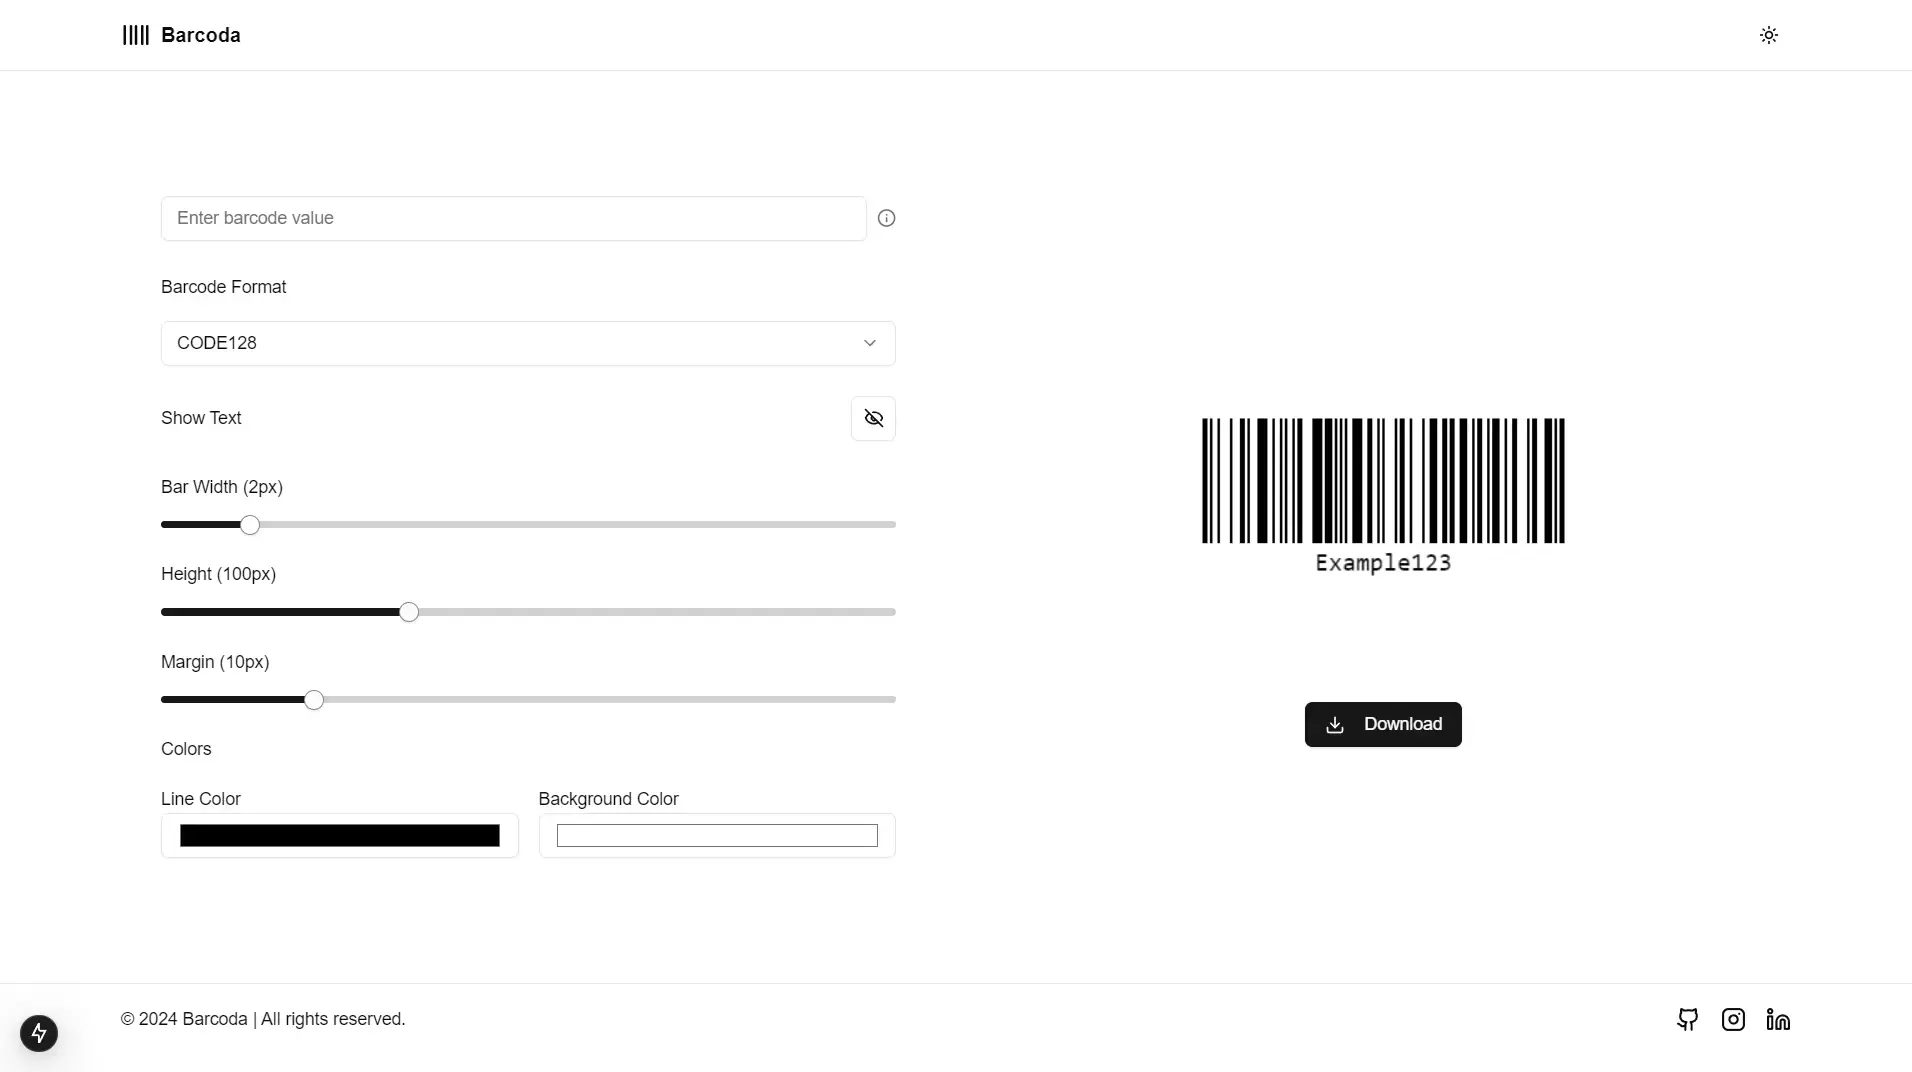 Barcoda
Enter barcode value
Barcode Format
CODE128
Show Text
Bar Width (2px)
Height (100px)
Margin (10px)
Colors
Line Color
Background Color
Example123
Download
© 2024 Barcoda | All rights reserved.